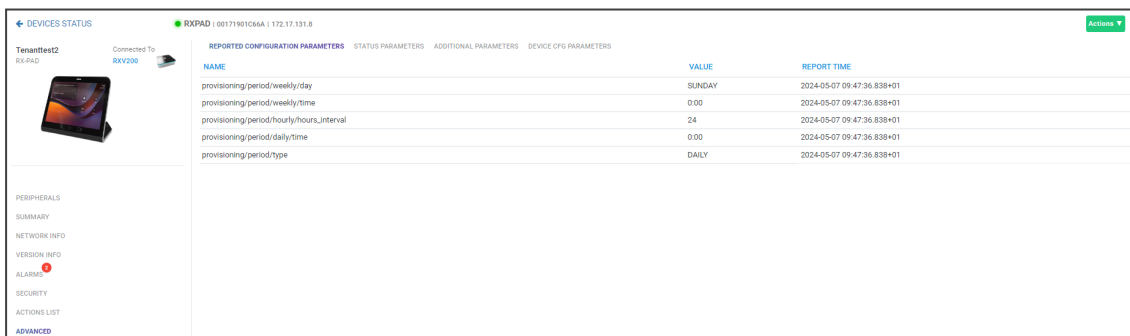 ← DEVICES STATUS
RXPAD | 00171901C66A | 172.17.131.8
Actions ▼
Tenanttest2
RX-PAD
Connected To
RXV200
REPORTED CONFIGURATION PARAMETERS STATUS PARAMETERS ADDITIONAL PARAMETERS DEVICE CFG PARAMETERS
NAME VALUE REPORT TIME
provisioning/period/weekly/day SUNDAY 2024-05-07 09:47:36.838+01
provisioning/period/weekly/time 0:00 2024-05-07 09:47:36.838+01
provisioning/period/hourly/hours_interval 24 2024-05-07 09:47:36.838+01
provisioning/period/daily/time 0:00 2024-05-07 09:47:36.838+01
provisioning/period/type DAILY 2024-05-07 09:47:36.838+01
PERIPHERALS
SUMMARY
NETWORK INFO
VERSION INFO
ALARMS
SECURITY
ACTIONS LIST
ADVANCED